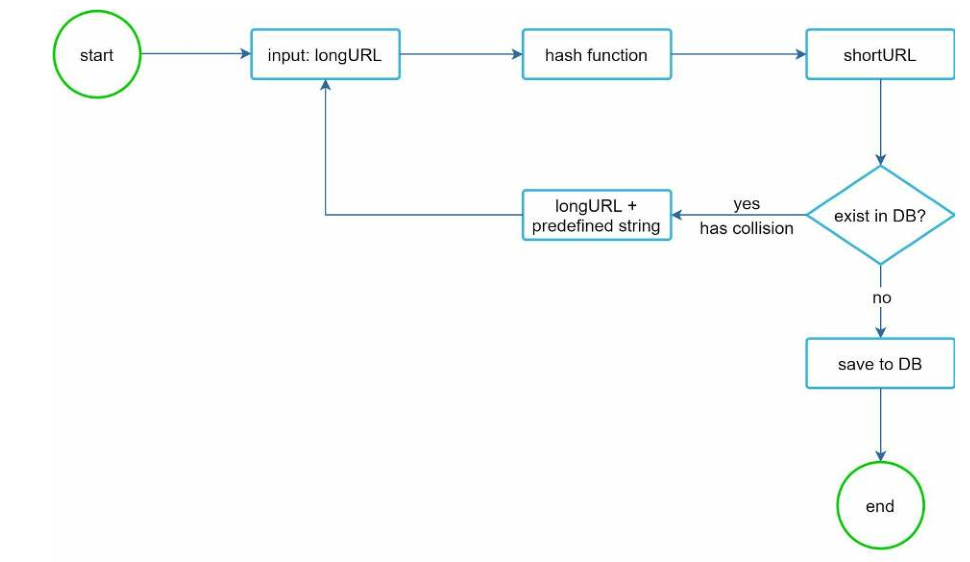 start
input: longURL
hash function
shortURL
longURL +
predefined string
yes
has collision
exist in DB?
no
save to DB
end